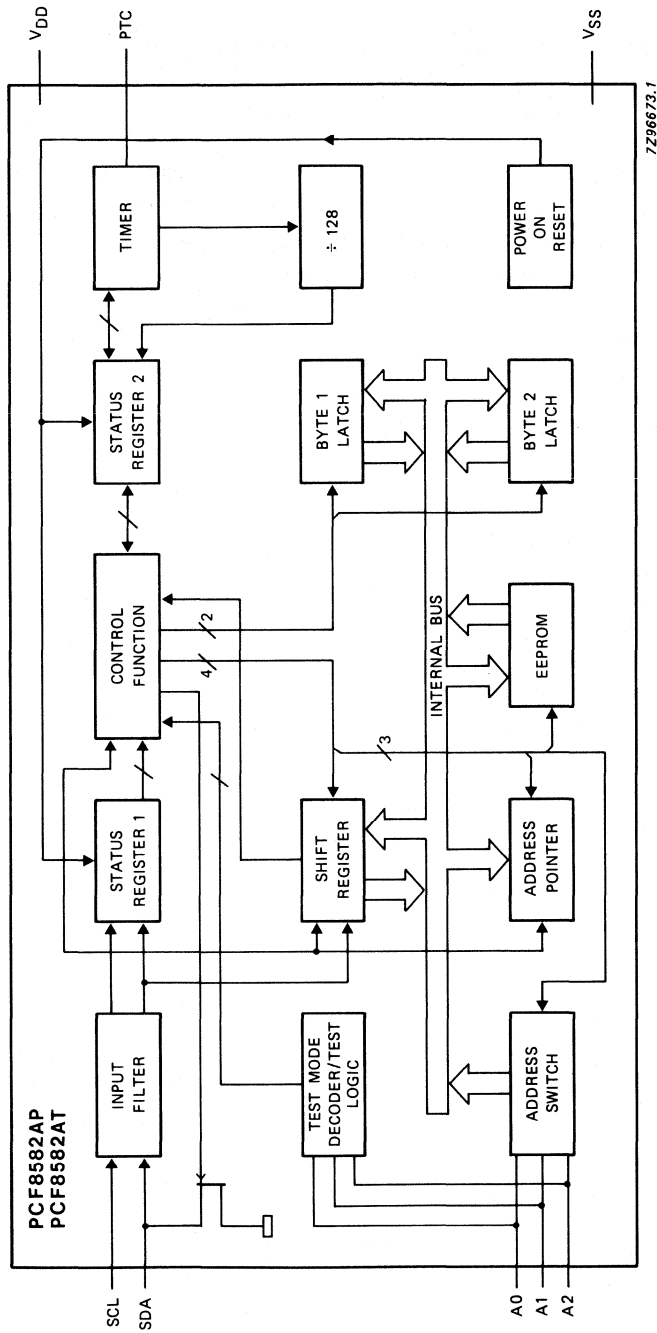 PCF8582AP
PCF8582AT
SCL
SDA
INPUT
FILTER
STATUS
REGISTER 1
CONTROL
FUNCTION
STATUS
REGISTER 2
TIMER
VDD
PTC
4
2
TEST MODE
DECODER/TEST
LOGIC
SHIFT
REGISTER
BYTE 1
LATCH
÷ 128
3
INTERNAL BUS
A0
A1
A2
ADDRESS
SWITCH
ADDRESS
POINTER
EEPROM
BYTE 2
LATCH
POWER
ON
RESET
VSS
7Z96673.1